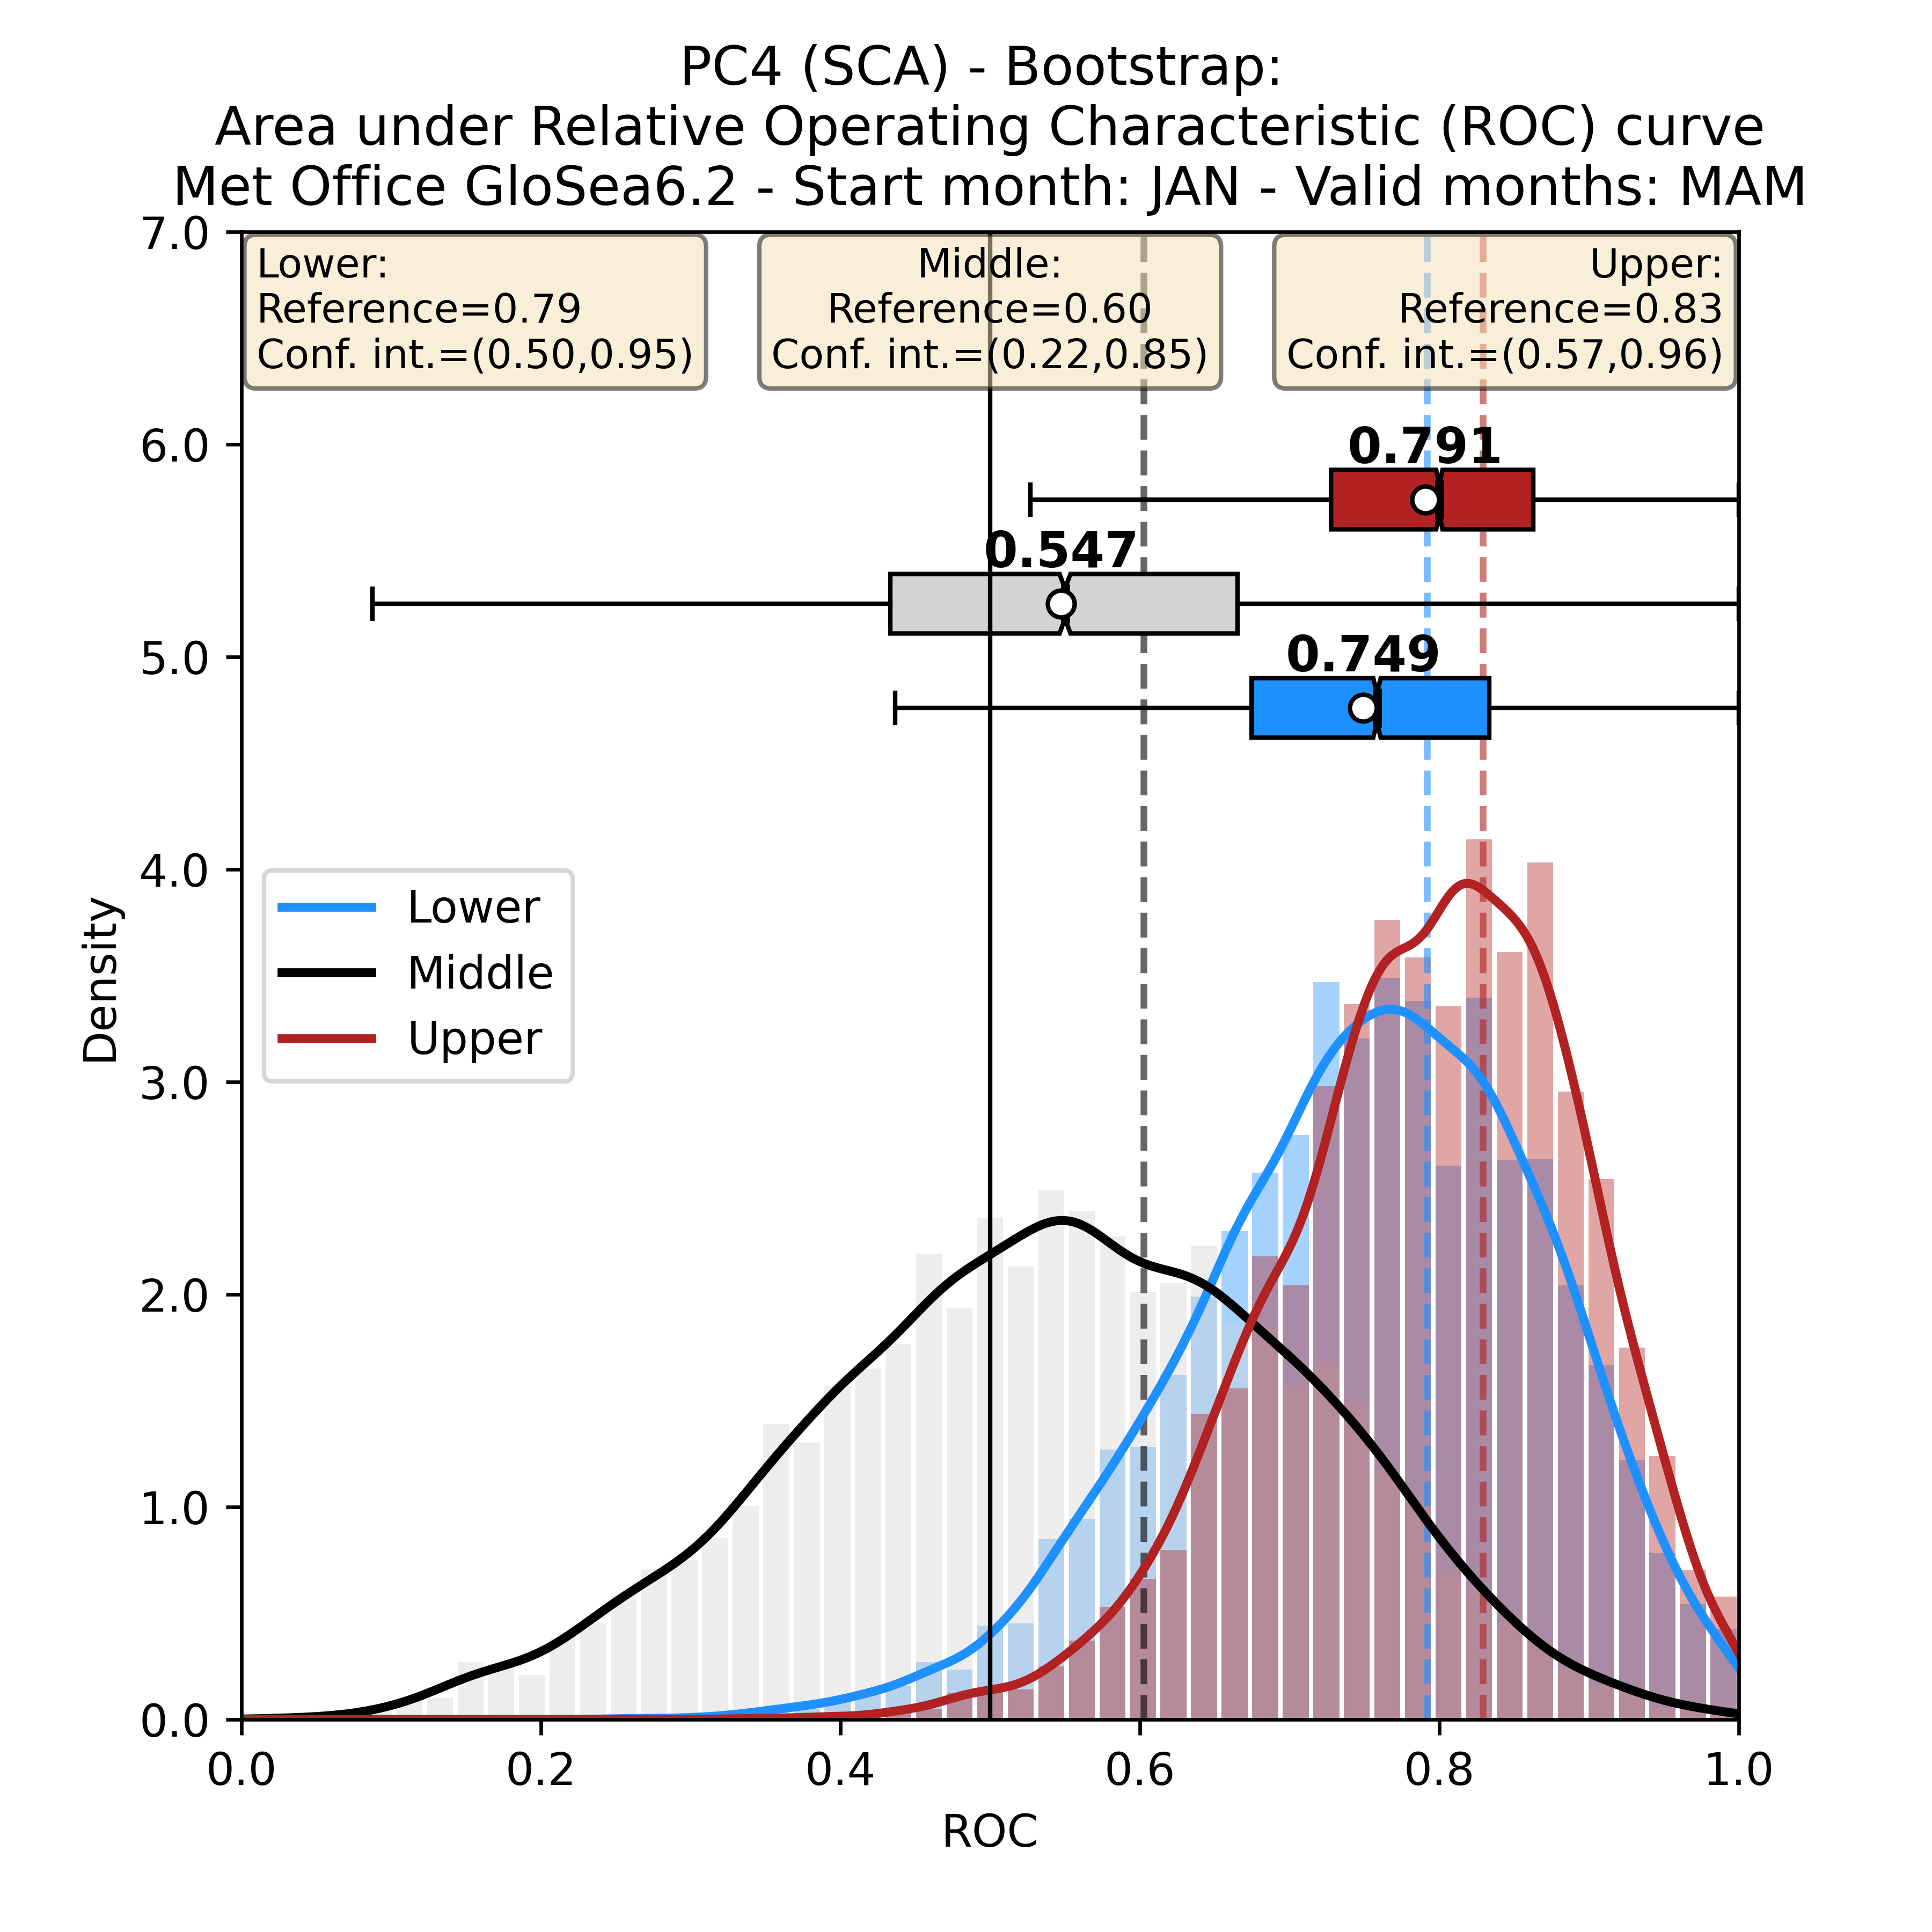 PC4 (SCA) - Bootstrap:
Area under Relative Operating Characteristic (ROC) curve
Met Office GloSea6.2 - Start month: JAN - Valid months: MAM
Lower:
Reference=0.79
Conf. int.=(0.50,0.95)
Middle:
Reference=0.60
Conf. int.=(0.22,0.85)
Upper:
Reference=0.83
Conf. int.=(0.57,0.96)
0.791
0.547
0.749
Lower
Middle
Upper
Density
7.0
6.0
5.0
4.0
3.0
2.0
1.0
0.0
0.0 0.2 0.4 0.6 0.8 1.0
ROC